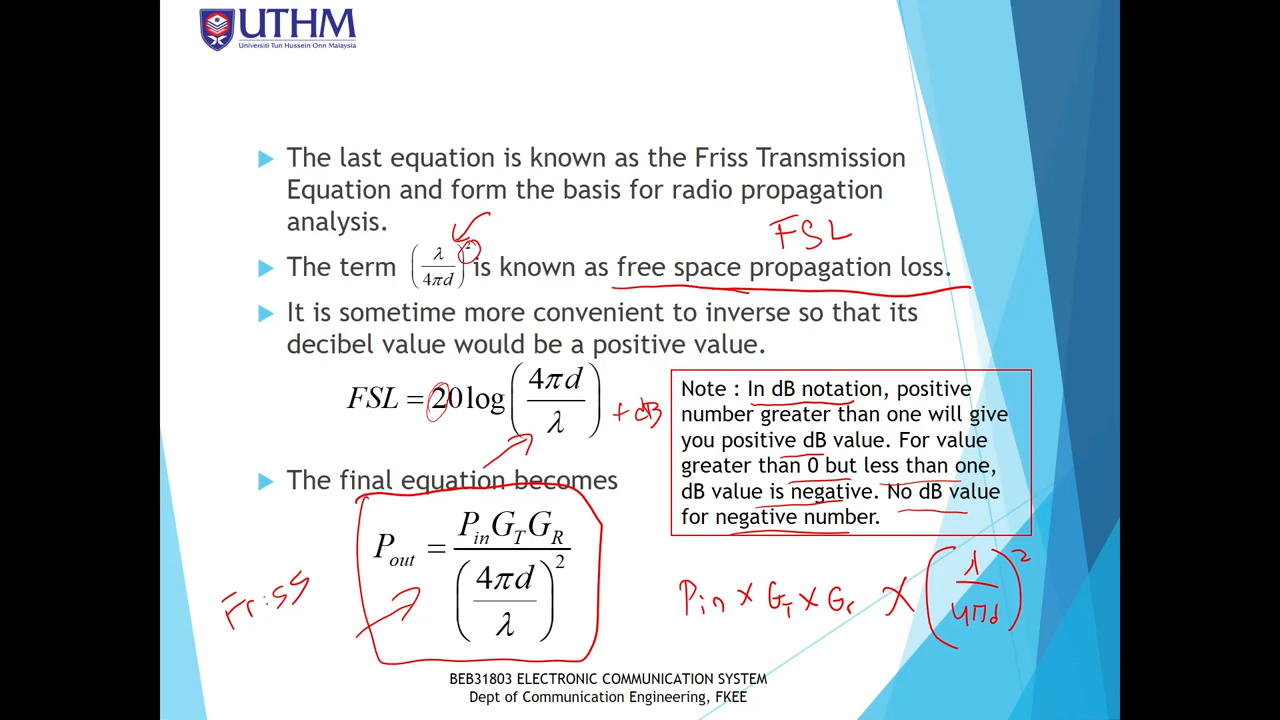 UTHM
Universiti Tun Hussein Onn Malaysia
The last equation is known as the Friss Transmission
Equation and form the basis for radio propagation
analysis.
FSL
The term (λ/4πd)² is known as free space propagation loss.
It is sometime more convenient to inverse so that its
decibel value would be a positive value.
FSL = 20 log (4πd/λ) + dB
Note : In dB notation, positive
number greater than one will give
you positive dB value. For value
greater than 0 but less than one,
dB value is negative. No dB value
for negative number.
The final equation becomes
P_out = P_in G_T G_R / (4πd/λ)²
Friss
Pin × G_T × G_r × (λ/4πd)²
BEB31803 ELECTRONIC COMMUNICATION SYSTEM
Dept of Communication Engineering, FKEE